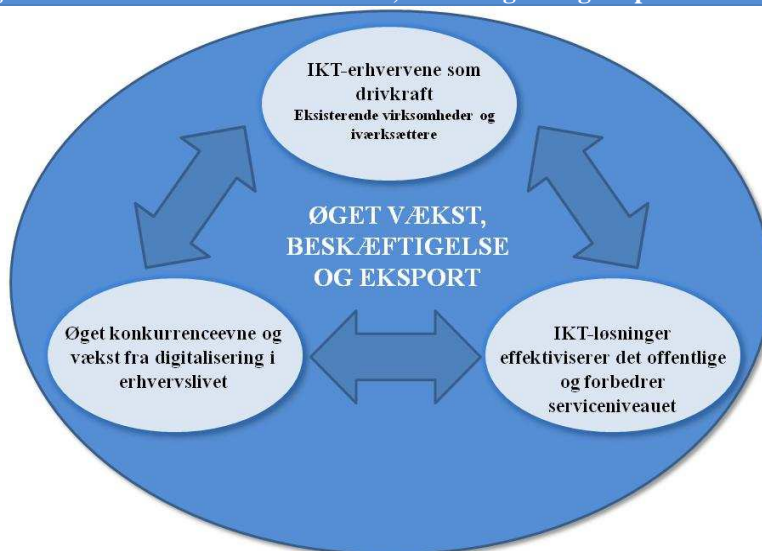 IKT-erhvervene som
drivkraft
Eksisterende virksomheder og
iværksættere
ØGET VÆKST,
BESKÆFTIGELSE
OG EKSPORT
Øget konkurrenceevne og
vækst fra digitalisering i
erhvervslivet
IKT-løsninger
effektiviserer det offentlige
og forbedrer
serviceniveauet